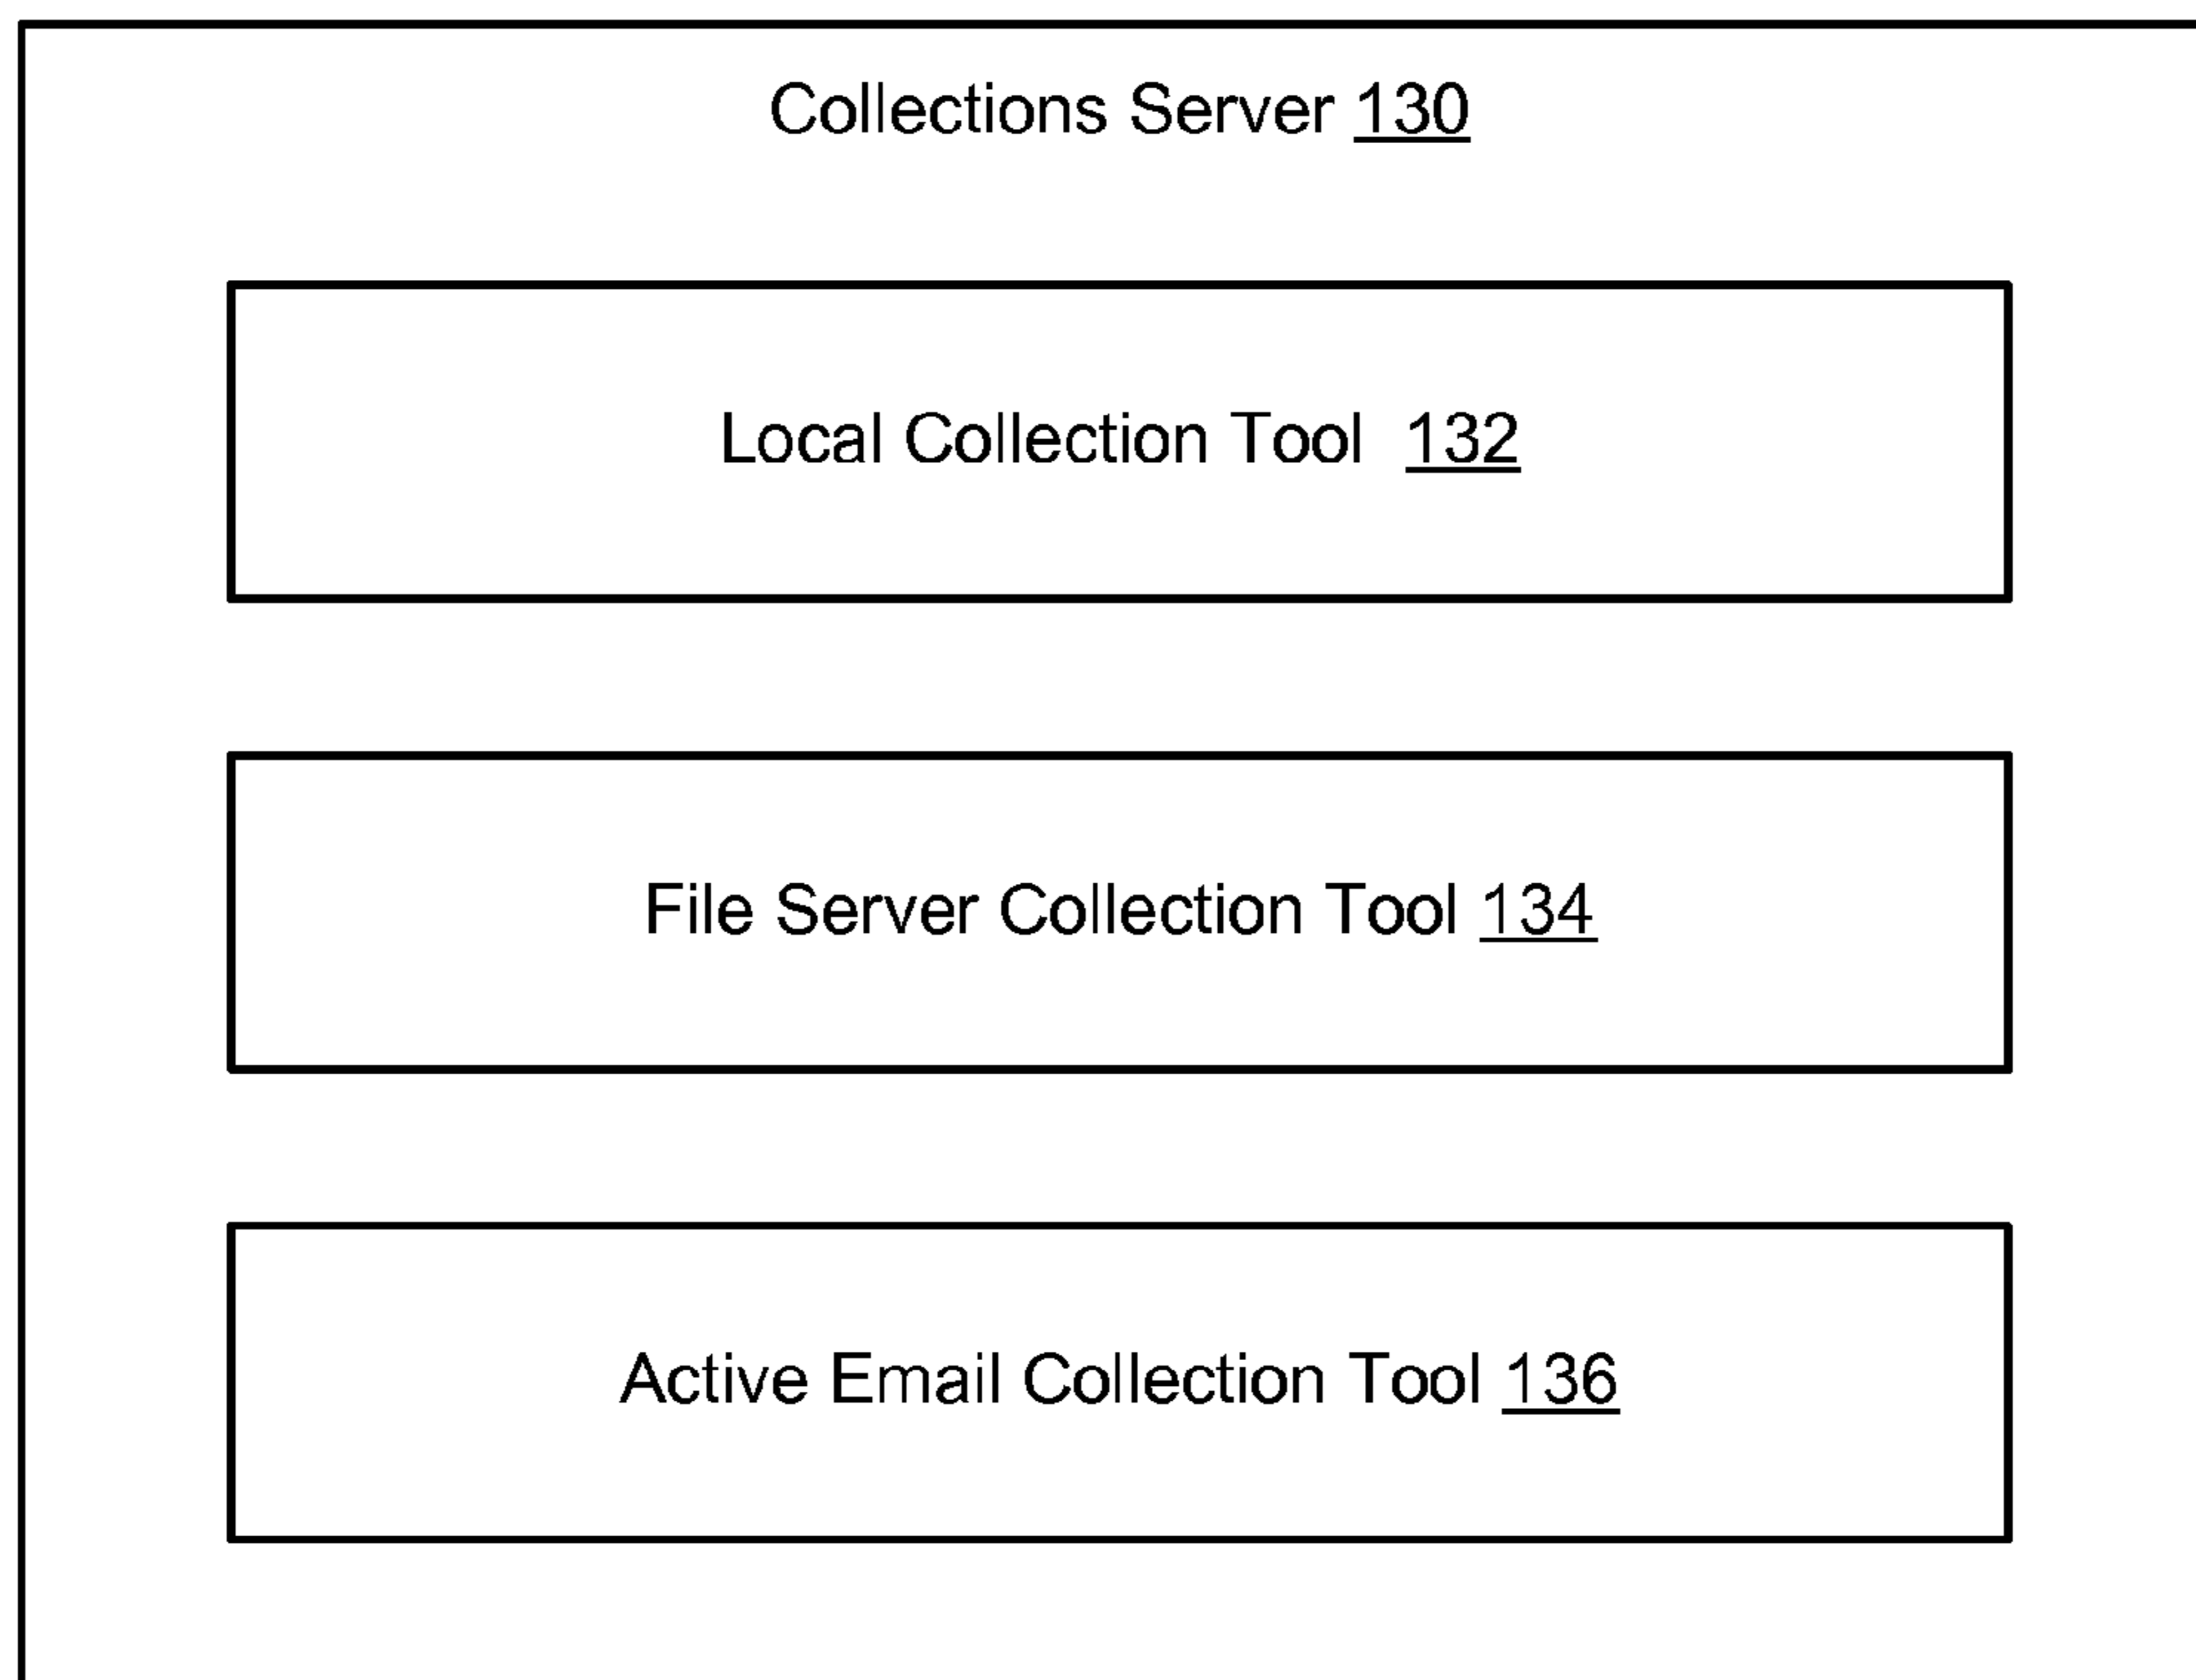 Collections Server 130
Local Collection Tool 132
File Server Collection Tool 134
Active Email Collection Tool 136